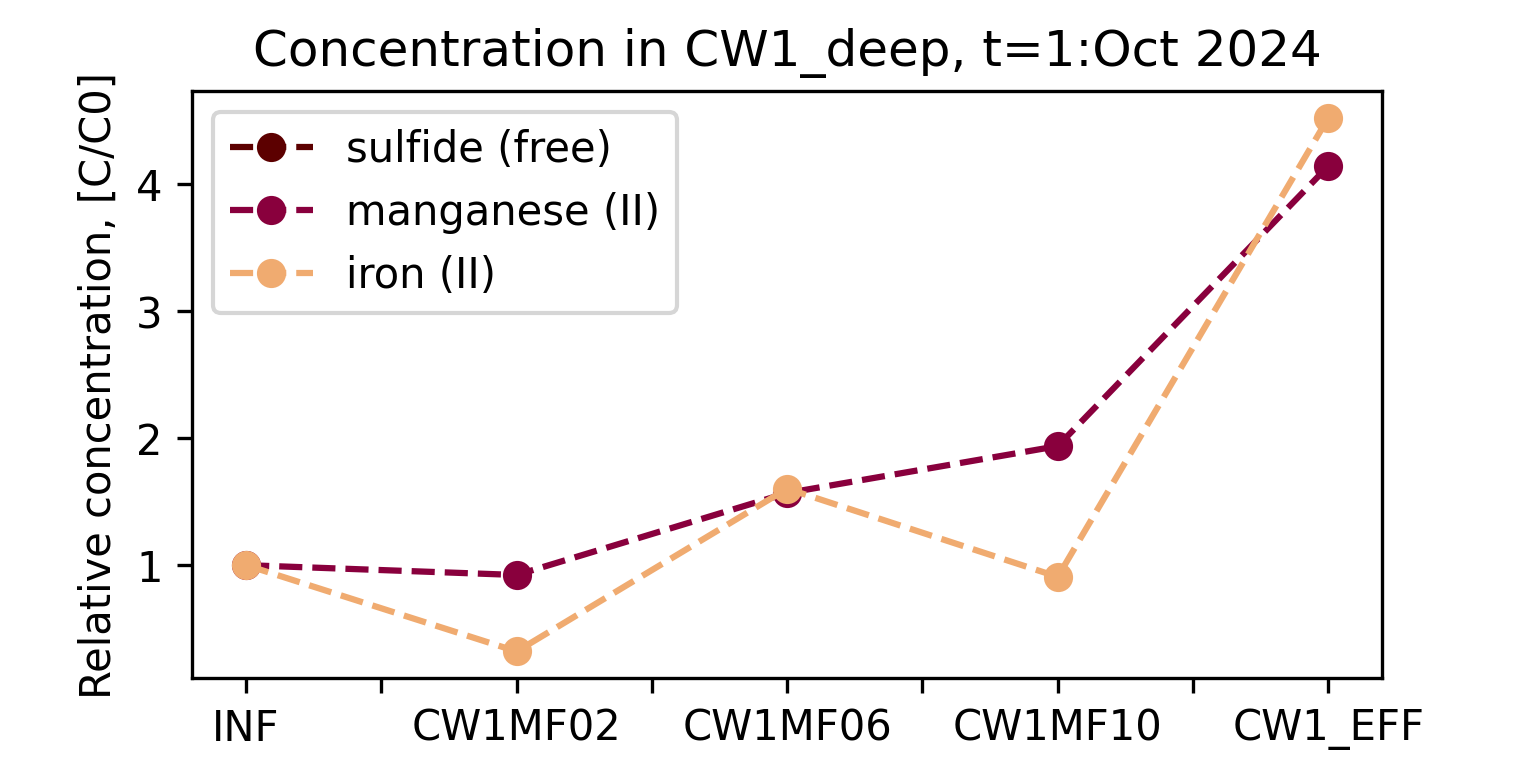 Concentration in CW1_deep, t=1:Oct 2024
Relative concentration, [C/C0]
sulfide (free)
manganese (II)
iron (II)
4
3
2
1
INF
CW1MF02
CW1MF06
CW1MF10
CW1_EFF